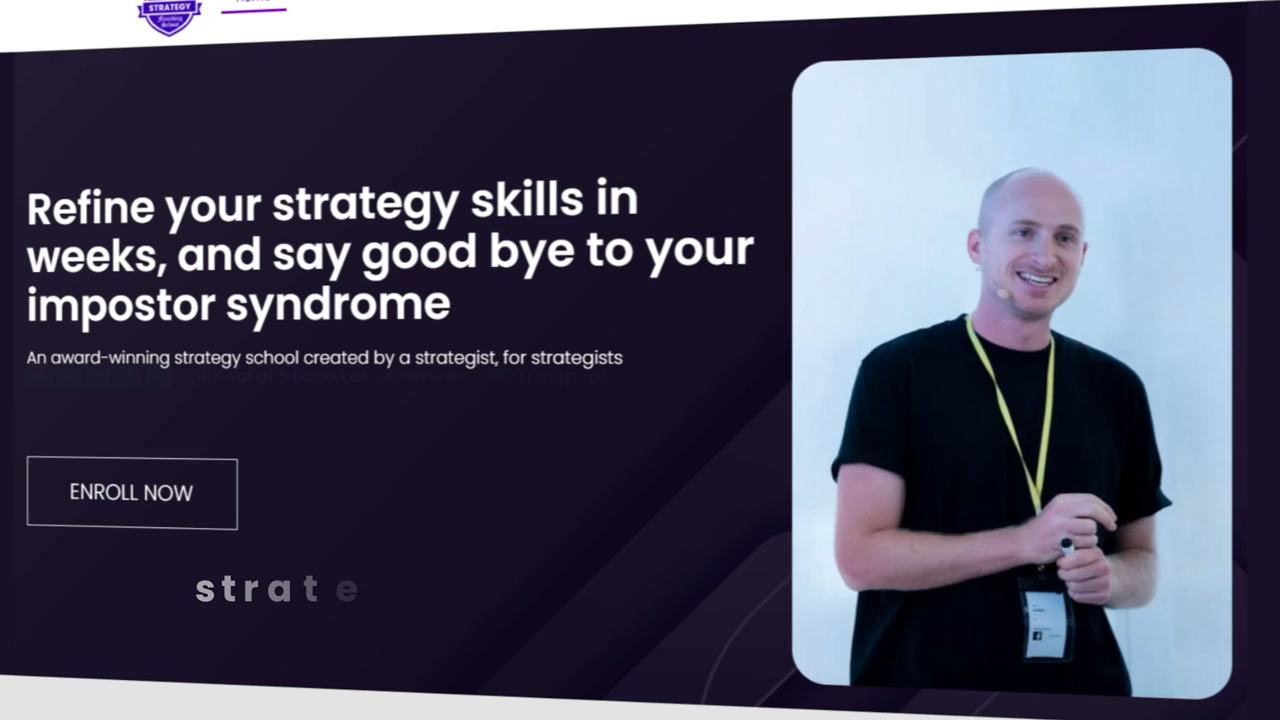 STRATEGY
Refine your strategy skills in
weeks, and say good bye to your
impostor syndrome
An award-winning strategy school created by a strategist, for strategists
ENROLL NOW
strat e